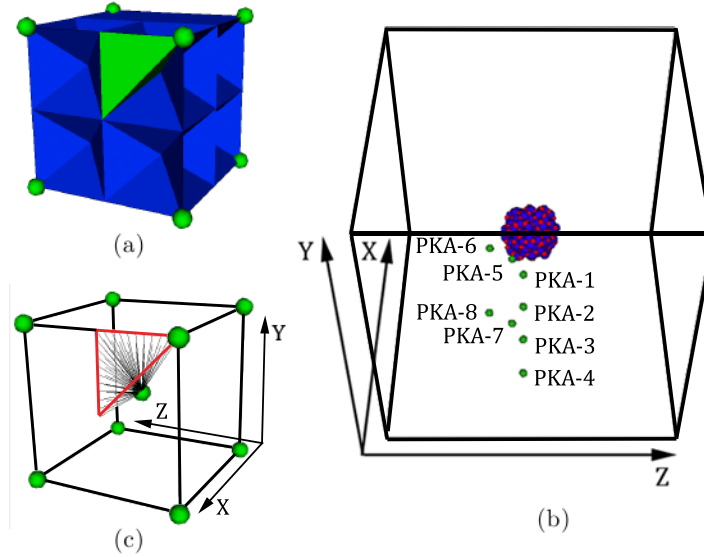 (a)
Y
X
PKA-6
PKA-5
PKA-1
PKA-8
PKA-2
PKA-7
PKA-3
PKA-4
Z
(b)
Y
Z
X
(c)